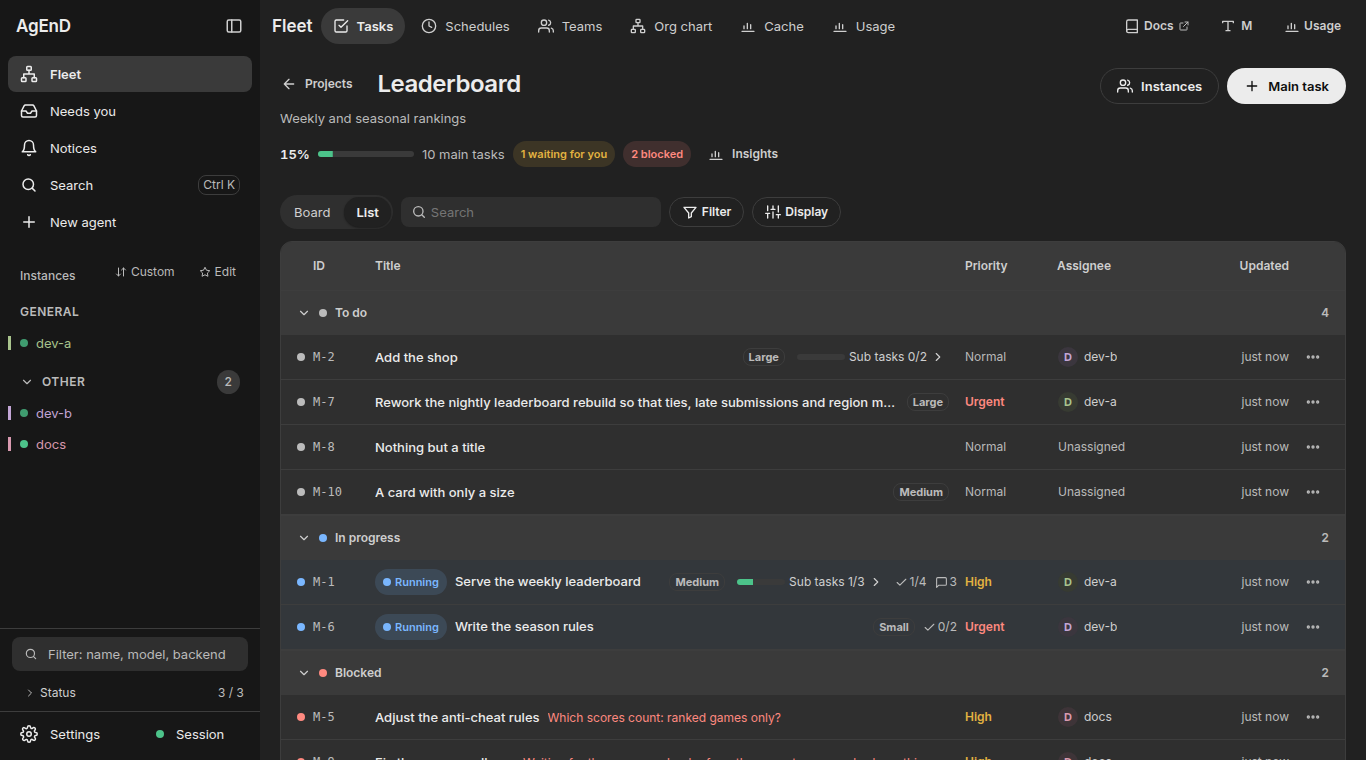 AgEnD
Fleet
Needs you
Notices
Search Ctrl K
New agent
Instances Custom Edit
GENERAL
dev-a
OTHER 2
dev-b
docs
Filter: name, model, backend
Status 3 / 3
Settings Session
Fleet Tasks Schedules Teams Org chart Cache Usage Docs M Usage
Projects Leaderboard Instances Main task
Weekly and seasonal rankings
15% 10 main tasks 1 waiting for you 2 blocked Insights
Board List Search Filter Display
ID Title Priority Assignee Updated
To do 4
M-2 Add the shop Large Sub tasks 0/2 Normal D dev-b just now
M-7 Rework the nightly leaderboard rebuild so that ties, late submissions and region m... Large Urgent D dev-a just now
M-8 Nothing but a title Normal Unassigned just now
M-10 A card with only a size Medium Normal Unassigned just now
In progress 2
M-1 Running Serve the weekly leaderboard Medium Sub tasks 1/3 1/4 3 High D dev-a just now
M-6 Running Write the season rules Small 0/2 Urgent D dev-b just now
Blocked 2
M-5 Adjust the anti-cheat rules Which scores count: ranked games only? High D docs just now